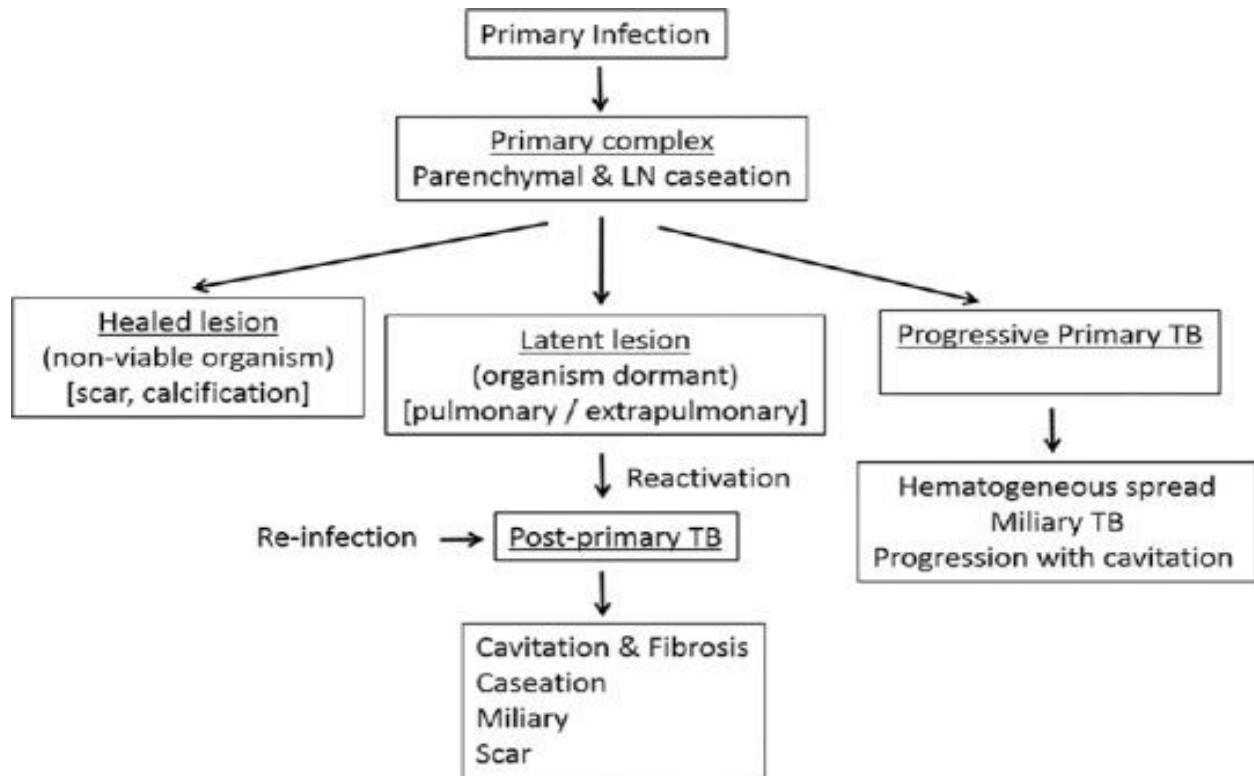 Primary Infection
Primary complex
Parenchymal & LN caseation
Healed lesion
(non-viable organism)
[scar, calcification]
Latent lesion
(organism dormant)
[pulmonary / extrapulmonary]
Progressive Primary TB
Reactivation
Hematogeneous spread
Miliary TB
Progression with cavitation
Re-infection
Post-primary TB
Cavitation & Fibrosis
Caseation
Miliary
Scar